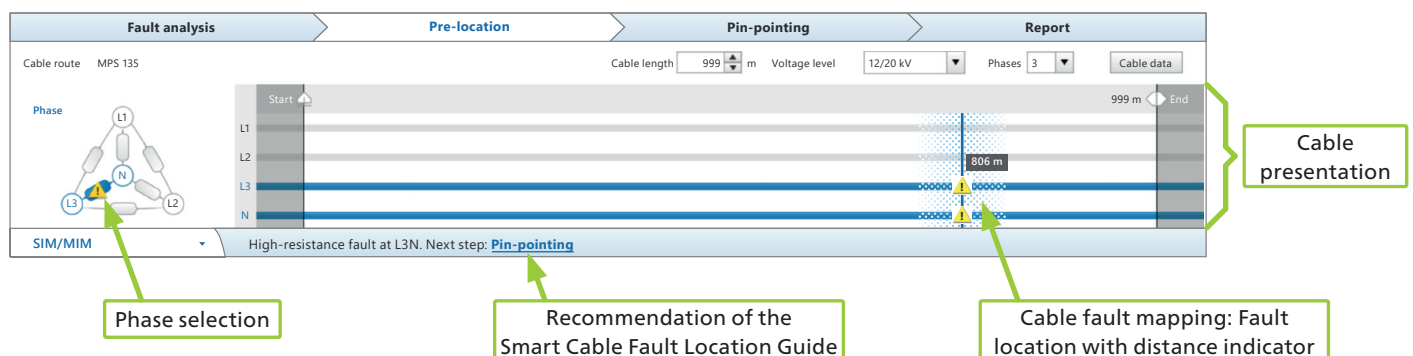 Fault analysis
Pre-location
Pin-pointing
Report
Cable route MPS 135
Cable length 999 m Voltage level 12/20 kV Phases 3 Cable data
Phase
L1
N
L3
L2
Start
999 m End
L1
L2
806 m
L3
N
SIM/MIM
High-resistance fault at L3N. Next step: Pin-pointing
Cable
presentation
Phase selection
Recommendation of the
Smart Cable Fault Location Guide
Cable fault mapping: Fault
location with distance indicator